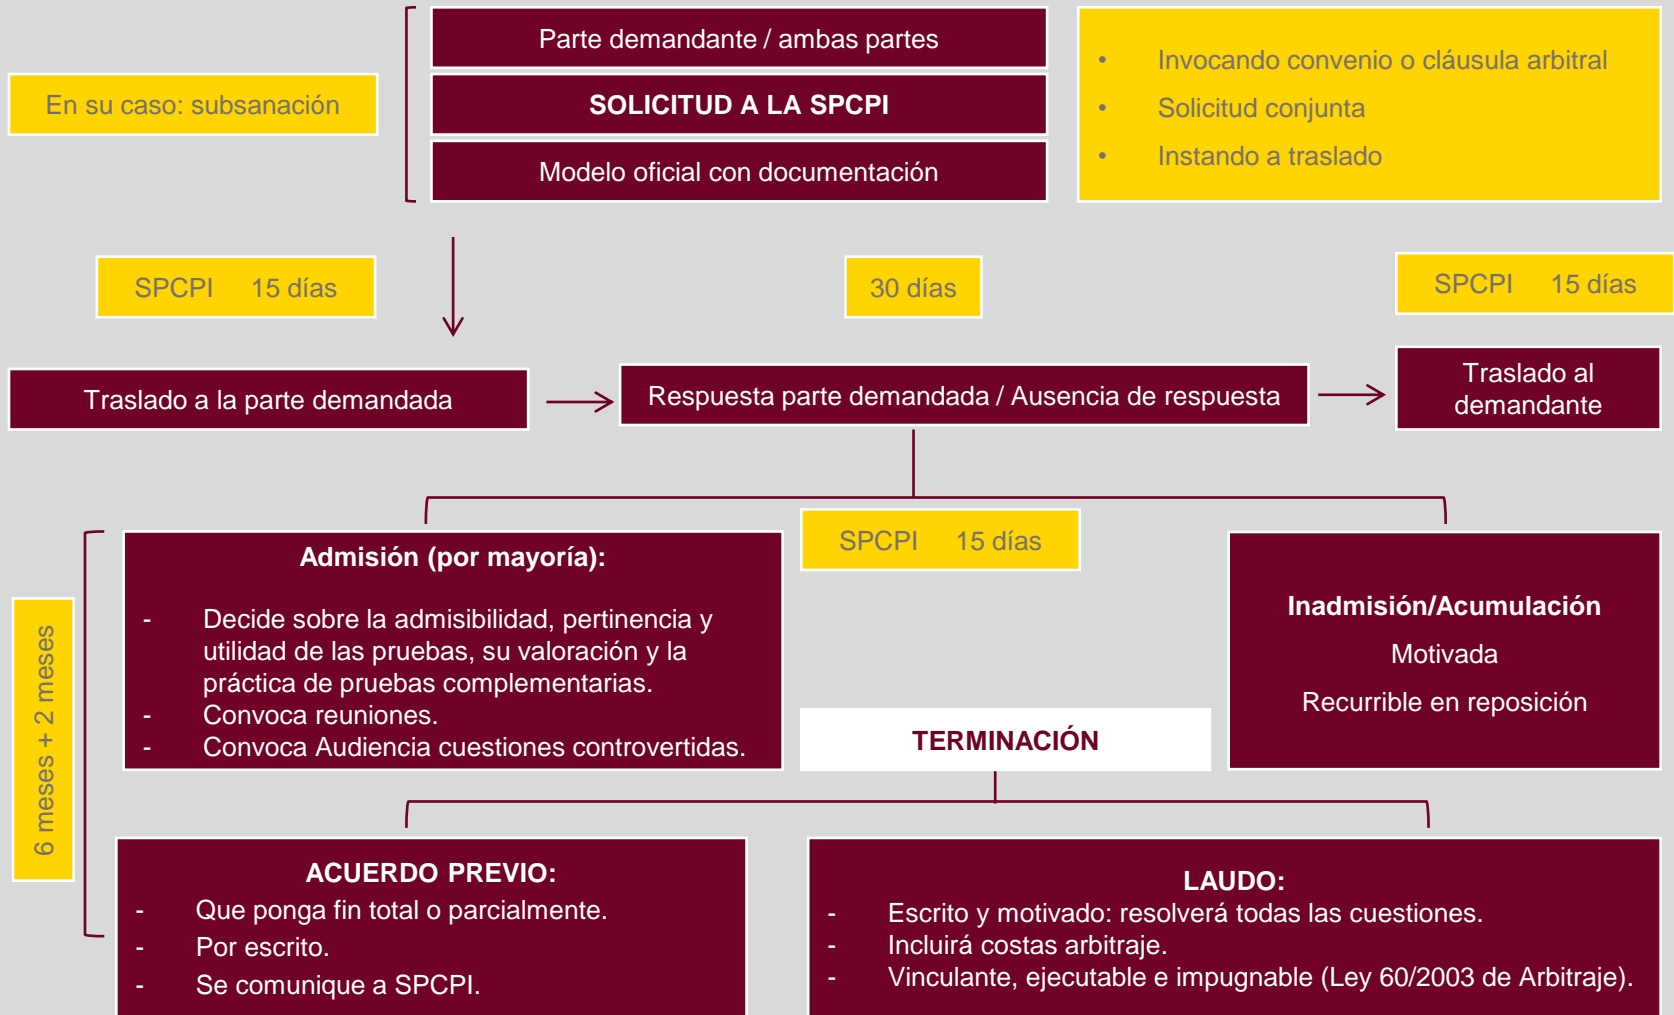 Parte demandante / ambas partes
En su caso: subsanación
SOLICITUD A LA SPCPI
Modelo oficial con documentación
• Invocando convenio o cláusula arbitral
• Solicitud conjunta
• Instando a traslado
SPCPI 15 días
30 días
SPCPI 15 días
Traslado a la parte demandada
Respuesta parte demandada / Ausencia de respuesta
Traslado al
demandante
6 meses + 2 meses
Admisión (por mayoría):
- Decide sobre la admisibilidad, pertinencia y
utilidad de las pruebas, su valoración y la
práctica de pruebas complementarias.
- Convoca reuniones.
- Convoca Audiencia cuestiones controvertidas.
SPCPI 15 días
Inadmisión/Acumulación
Motivada
Recurrible en reposición
TERMINACIÓN
ACUERDO PREVIO:
- Que ponga fin total o parcialmente.
- Por escrito.
- Se comunique a SPCPI.
LAUDO:
- Escrito y motivado: resolverá todas las cuestiones.
- Incluirá costas arbitraje.
- Vinculante, ejecutable e impugnable (Ley 60/2003 de Arbitraje).